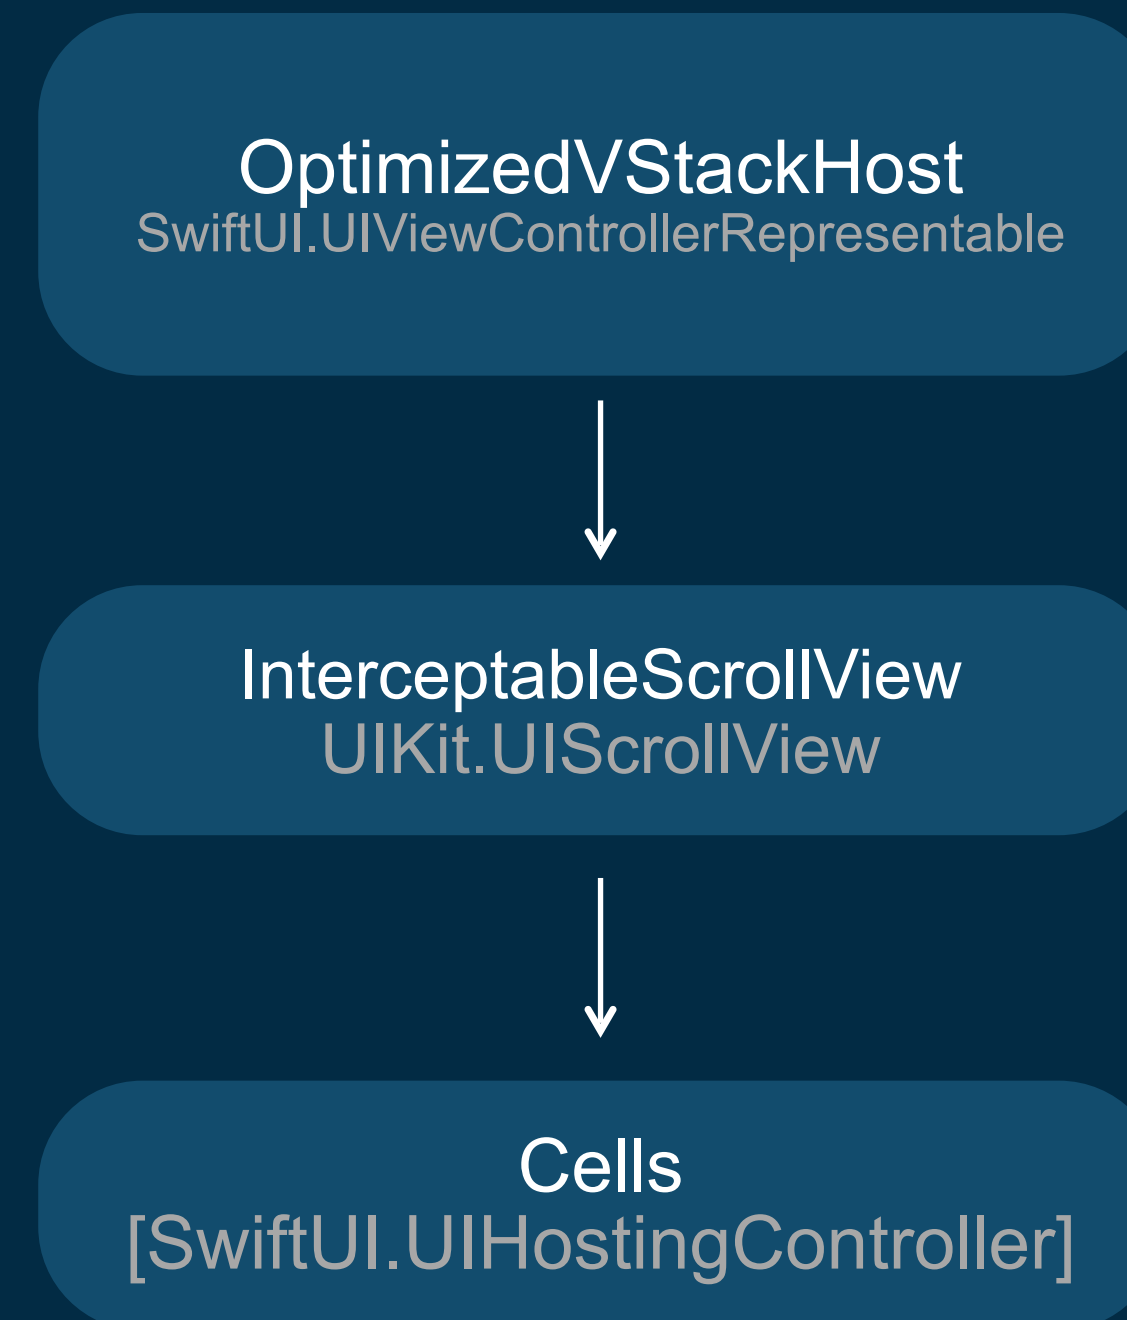 OptimizedVStackHost
SwiftUI.UIViewControllerRepresentable
InterceptableScrollView
UIKit.UIScrollView
Cells
[SwiftUI.UIHostingController]